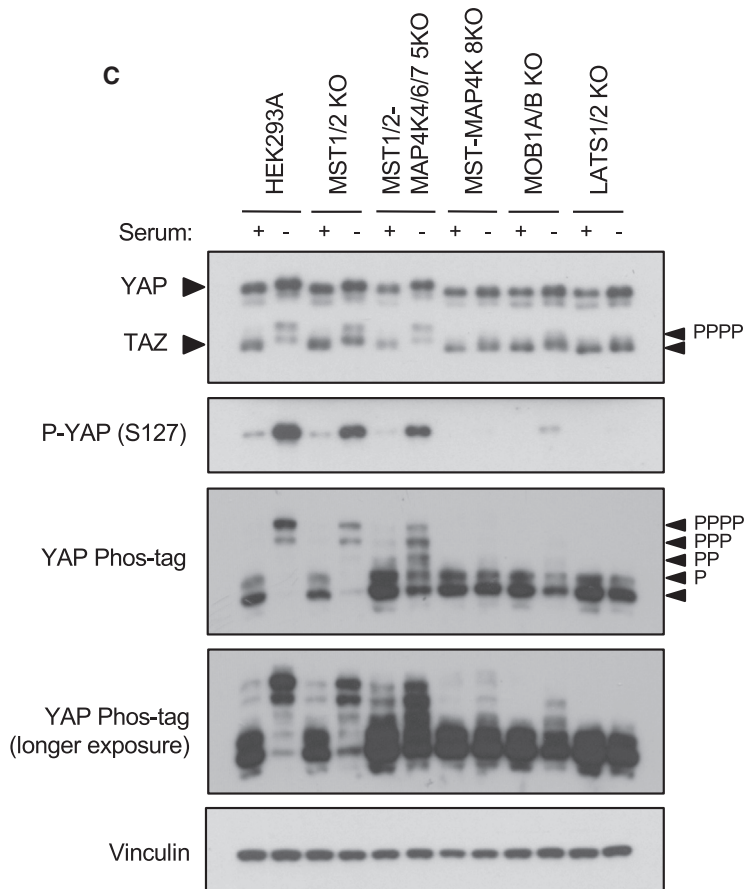 C
HEK293A
MST1/2 KO
MST1/2-
MAP4K4/6/7 5KO
MST-MAP4K 8KO
MOB1A/B KO
LATS1/2 KO
Serum: + - + - + - + - + - + -
YAP
PPPP
TAZ
P-YAP (S127)
PPPP
PPP
YAP Phos-tag
PP
P
YAP Phos-tag
(longer exposure)
Vinculin